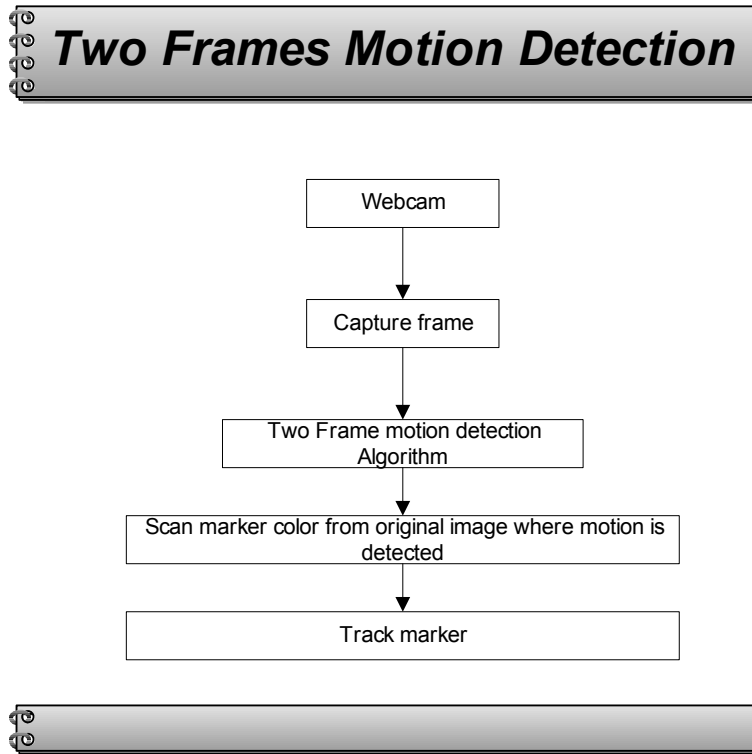 Two Frames Motion Detection
Webcam
Capture frame
Two Frame motion detection
Algorithm
Scan marker color from original image where motion is
detected
Track marker